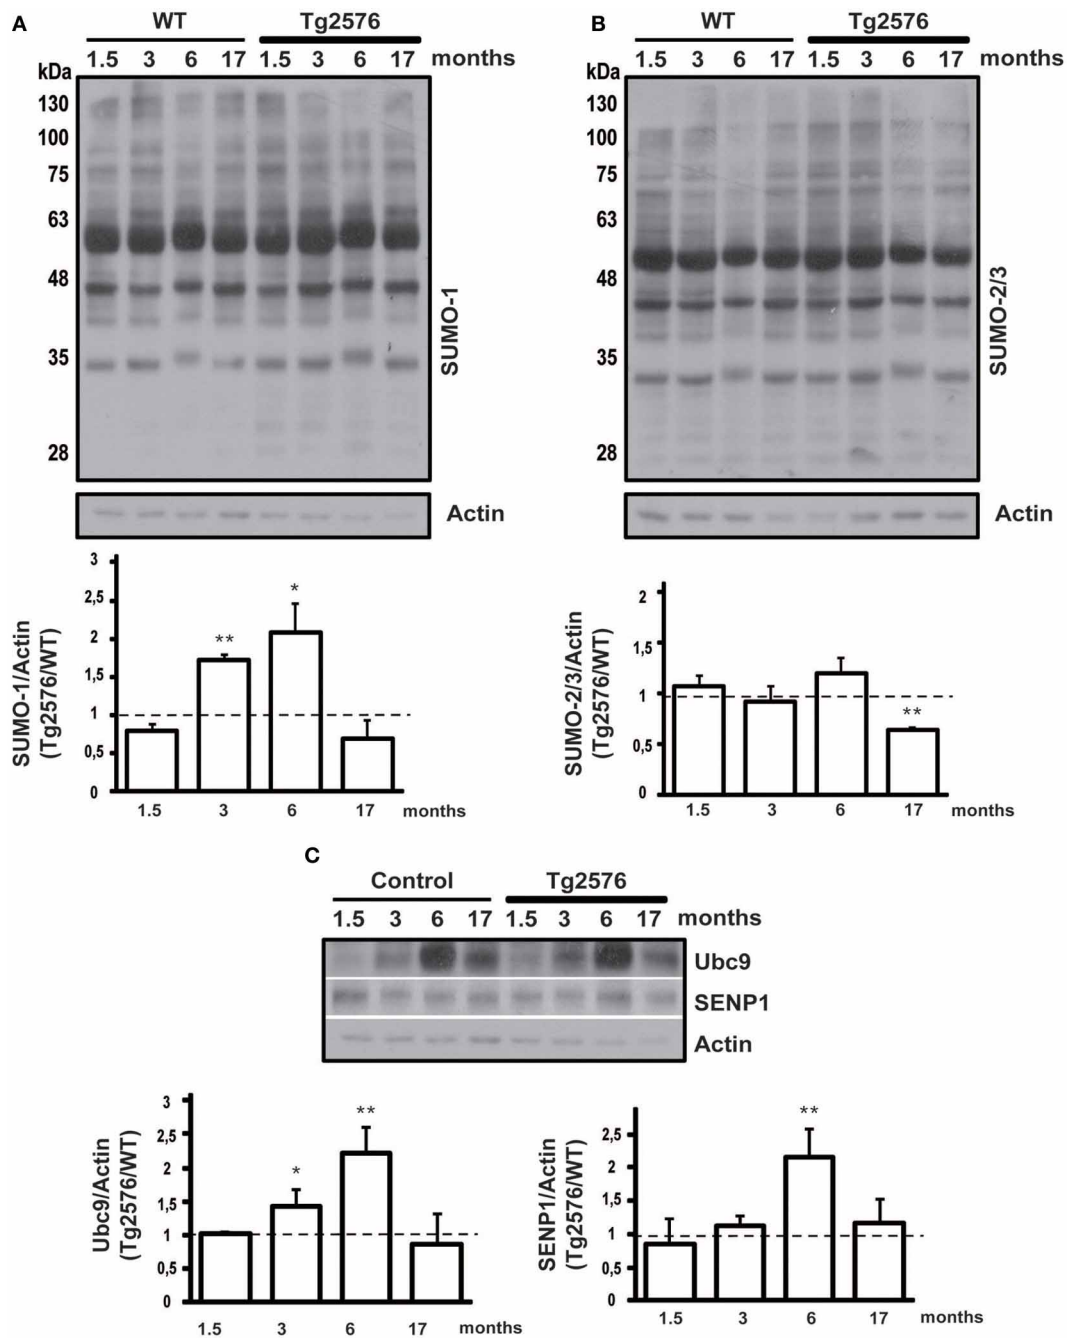 A
WT Tg2576
1.5 3 6 17 1.5 3 6 17 months
kDa
130
100
75
63
48
35
28
SUMO-1
Actin
3
2,5
2
1,5
1
0,5
0
SUMO-1/Actin
(Tg2576/WT)
**
*
1.5 3 6 17 months
B
WT Tg2576
1.5 3 6 17 1.5 3 6 17 months
kDa
130
100
75
63
48
35
28
SUMO-2/3
Actin
2
1,5
1
0,5
0
SUMO-2/3/Actin
(Tg2576/WT)
**
1.5 3 6 17 months
C
Control Tg2576
1.5 3 6 17 1.5 3 6 17 months
Ubc9
SENP1
Actin
3
2,5
2
1,5
1
0,5
0
Ubc9/Actin
(Tg2576/WT)
*
**
1.5 3 6 17 months
2,5
2
1,5
1
0,5
0
SENP1/Actin
(Tg2576/WT)
**
1.5 3 6 17 months